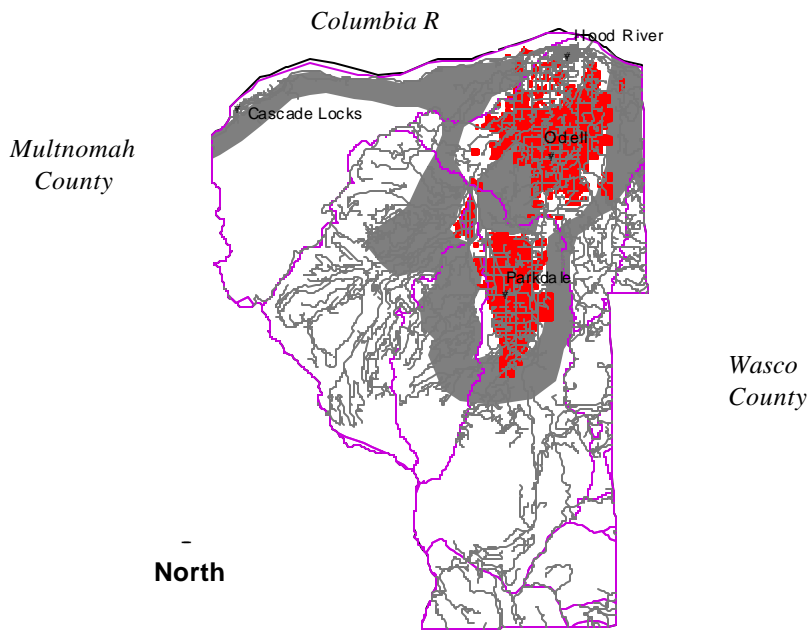 Columbia R
Hood River
Cascade Locks
Multnomah
County
Odell
Parkdale
Wasco
County
North